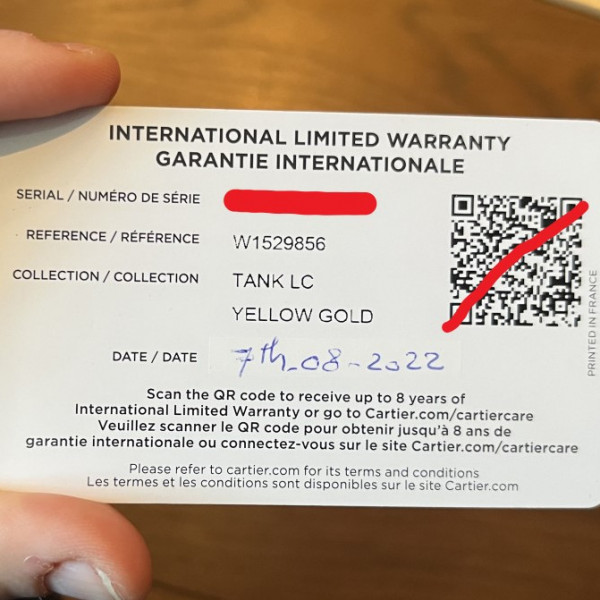 INTERNATIONAL LIMITED WARRANTY
GARANTIE INTERNATIONALE
SERIAL / NUMÉRO DE SÉRIE
REFERENCE / RÉFÉRENCE W1529856
COLLECTION / COLLECTION TANK LC
YELLOW GOLD
DATE / DATE 7th-08-2022
Scan the QR code to receive up to 8 years of
International Limited Warranty or go to Cartier.com/cartiercare
Veuillez scanner le QR code pour obtenir jusqu'à 8 ans de
garantie internationale ou connectez-vous sur le site Cartier.com/cartiercare
Please refer to cartier.com for its terms and conditions
Les termes et les conditions sont disponibles sur le site Cartier.com
PRINTED IN FRANCE